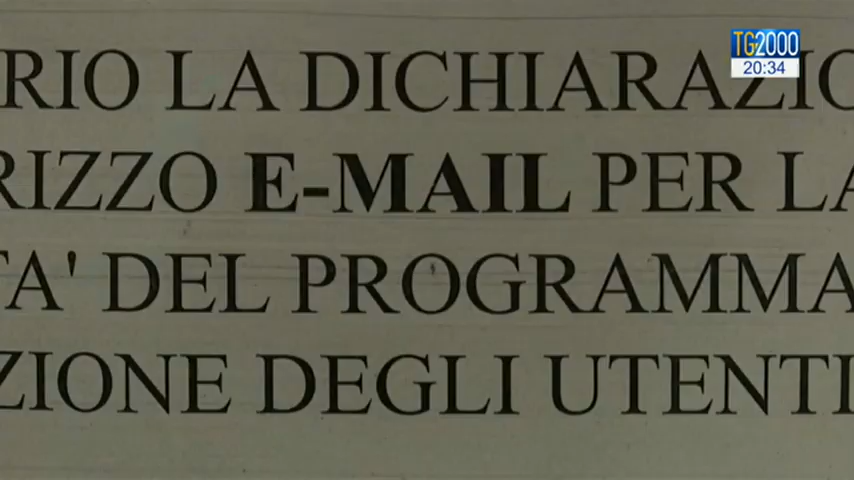 TG2000
20:34
RIO LA DICHIARAZIO
RIZZO E-MAIL PER LA
TA' DEL PROGRAMMA
ZIONE DEGLI UTENTI